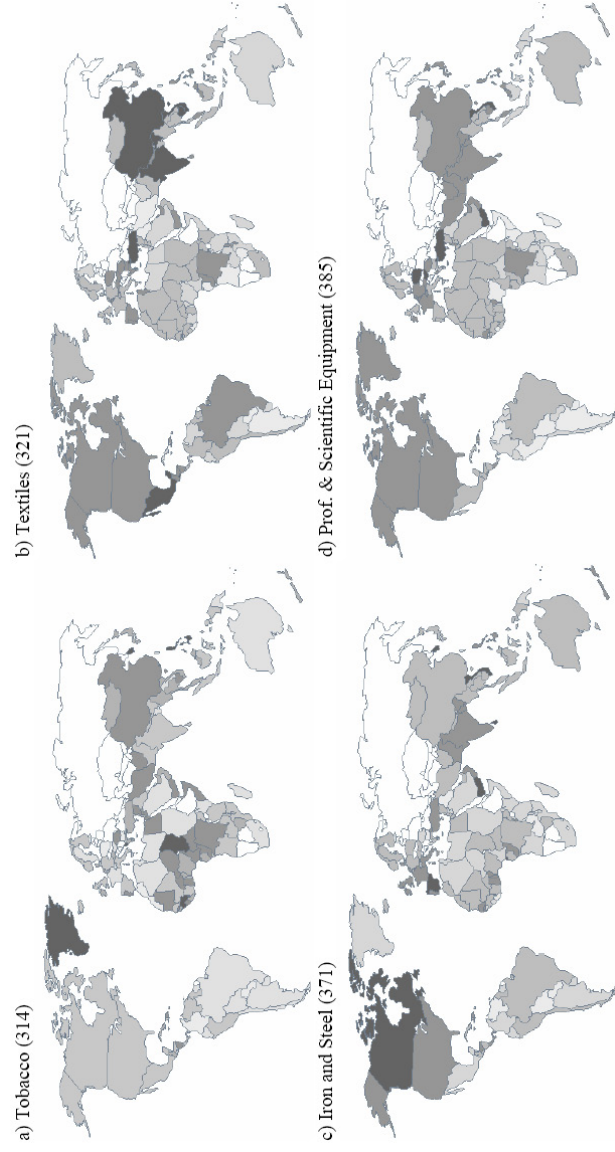 a) Tobacco (314)
b) Textiles (321)
c) Iron and Steel (371)
d) Prof. & Scientific Equipment (385)